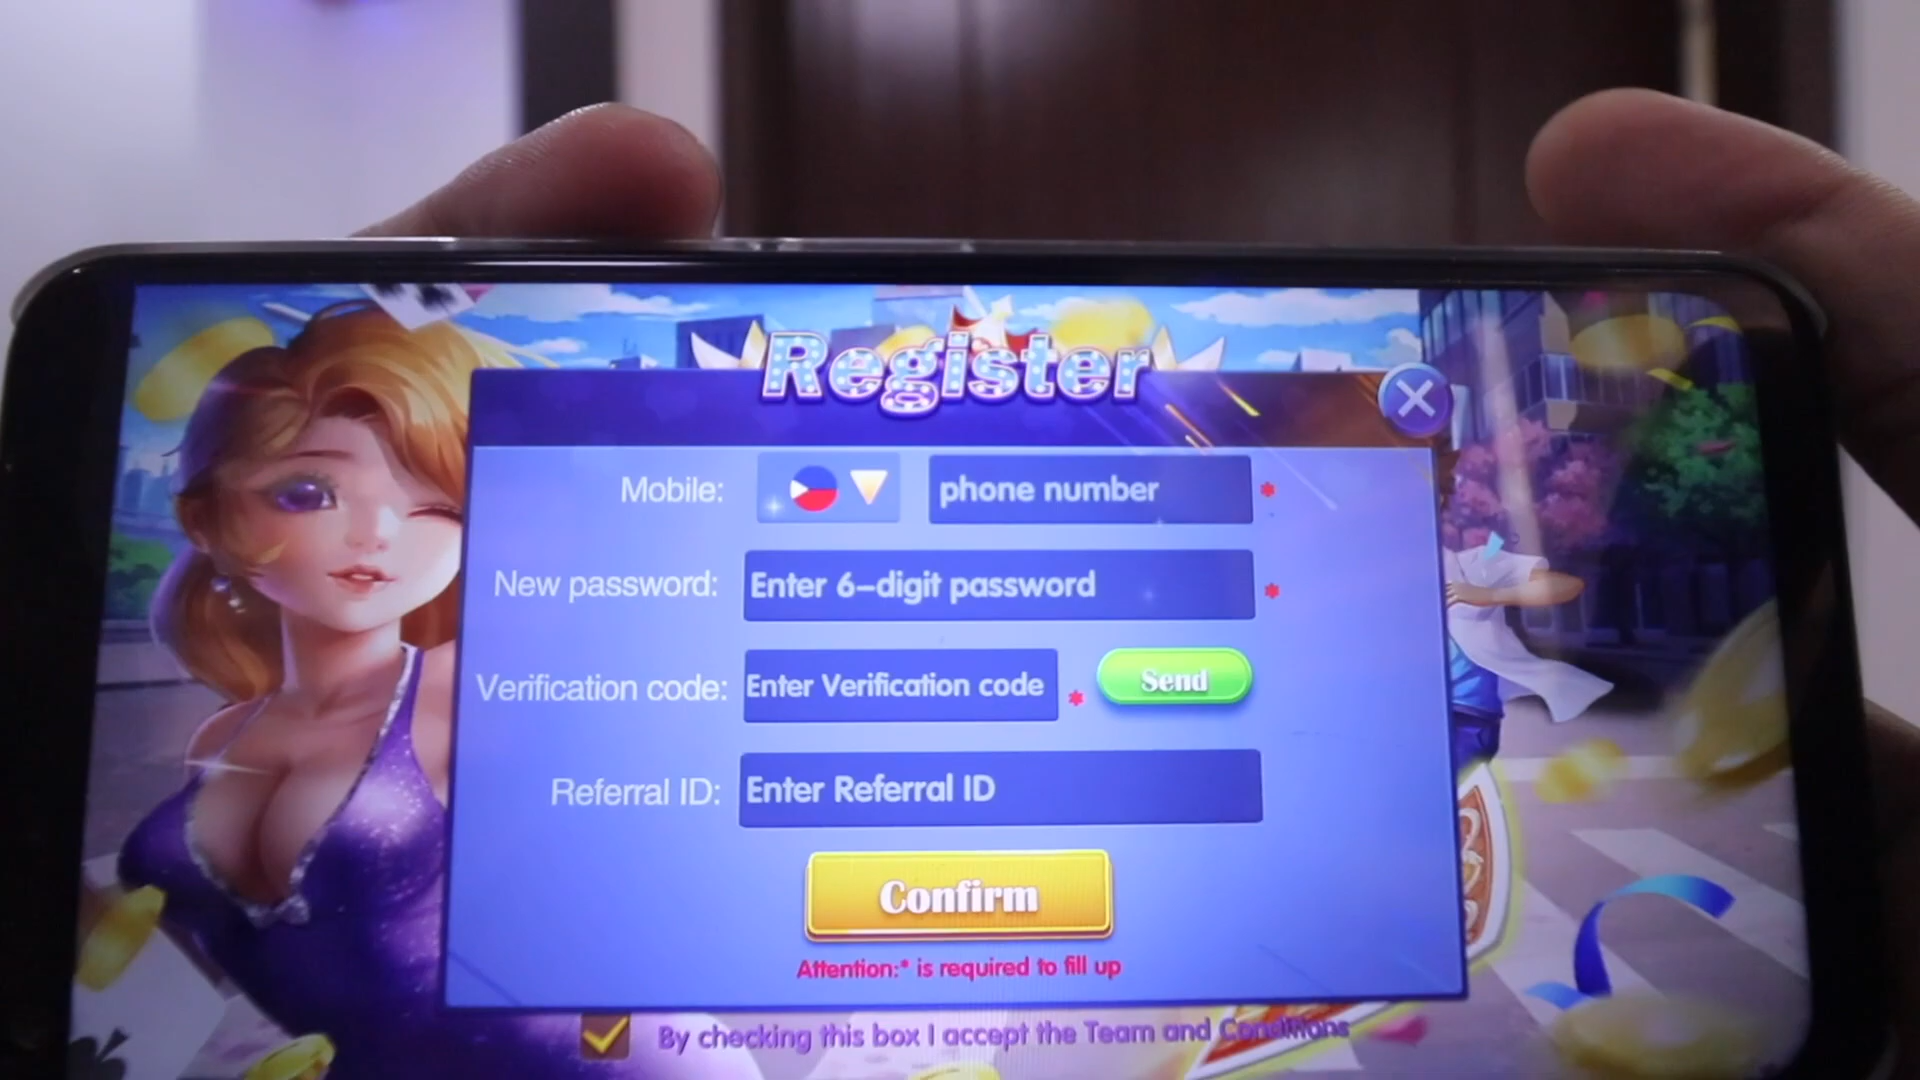 Register
Mobile: phone number *
New password: Enter 6-digit password *
Verification code: Enter Verification code * Send
Referral ID: Enter Referral ID
Confirm
Attention:* is required to fill up
By checking this box I accept the Team and Conditions